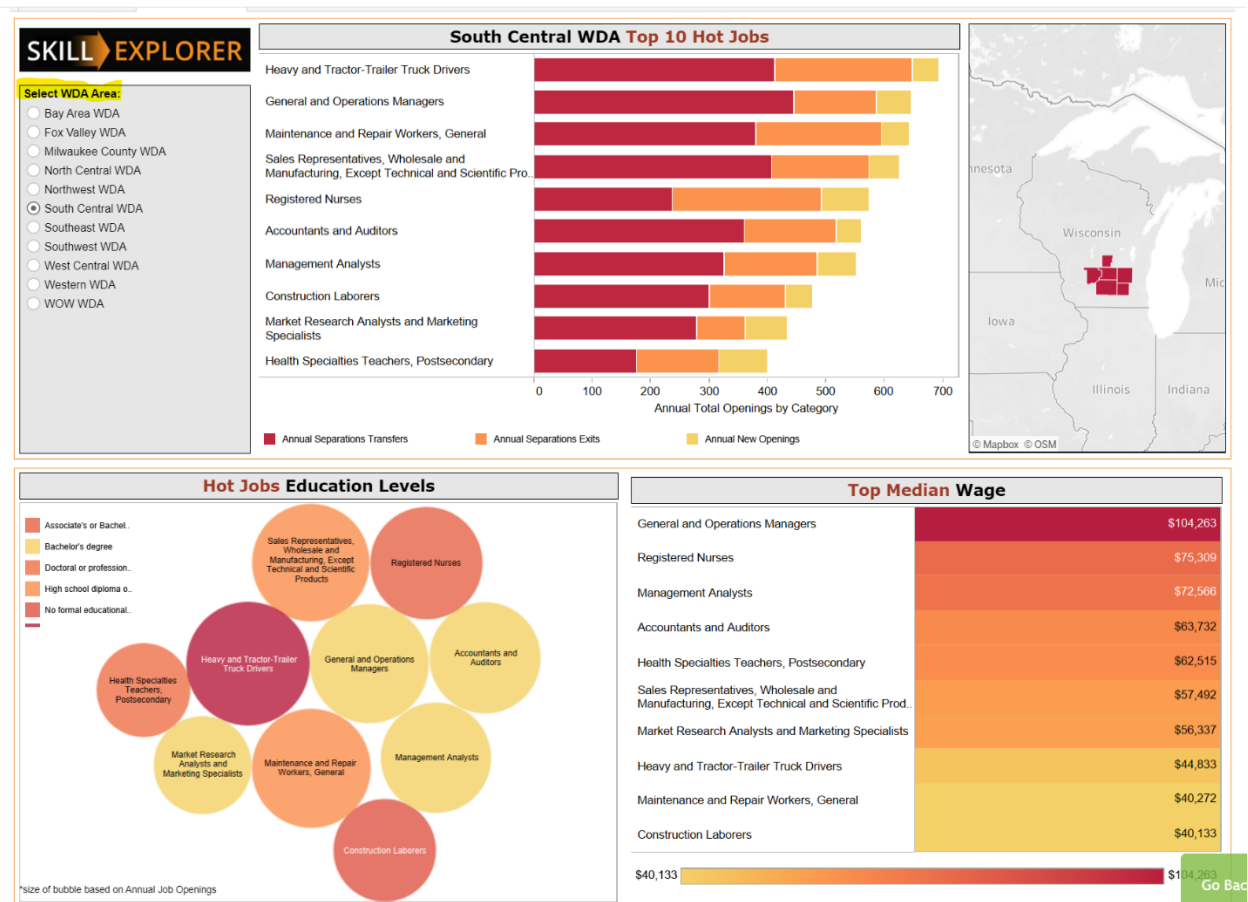 SKILL EXPLORER
Select WDA Area:
Bay Area WDA
Fox Valley WDA
Milwaukee County WDA
North Central WDA
Northwest WDA
South Central WDA
Southeast WDA
Southwest WDA
West Central WDA
Western WDA
WOW WDA
South Central WDA Top 10 Hot Jobs
Heavy and Tractor-Trailer Truck Drivers
General and Operations Managers
Maintenance and Repair Workers, General
Sales Representatives, Wholesale and
Manufacturing, Except Technical and Scientific Pro..
Registered Nurses
Accountants and Auditors
Management Analysts
Construction Laborers
Market Research Analysts and Marketing
Specialists
Health Specialties Teachers, Postsecondary
0 100 200 300 400 500 600 700
Annual Total Openings by Category
Annual Separations Transfers
Annual Separations Exits
Annual New Openings
nnesota
Wisconsin
Mic
Iowa
Illinois
Indiana
© Mapbox © OSM
Hot Jobs Education Levels
Associate's or Bachel..
Bachelor's degree
Doctoral or profession..
High school diploma o..
No formal educational..
Sales Representatives,
Wholesale and
Manufacturing, Except
Technical and Scientific
Products
Registered Nurses
Heavy and Tractor-Trailer
Truck Drivers
General and Operations
Managers
Accountants and
Auditors
Health Specialties
Teachers,
Postsecondary
Market Research
Analysts and
Marketing Specialists
Maintenance and Repair
Workers, General
Management Analysts
Construction Laborers
*size of bubble based on Annual Job Openings
Top Median Wage
General and Operations Managers $104,263
Registered Nurses $75,309
Management Analysts $72,566
Accountants and Auditors $63,732
Health Specialties Teachers, Postsecondary $62,515
Sales Representatives, Wholesale and
Manufacturing, Except Technical and Scientific Prod.. $57,492
Market Research Analysts and Marketing Specialists $56,337
Heavy and Tractor-Trailer Truck Drivers $44,833
Maintenance and Repair Workers, General $40,272
Construction Laborers $40,133
$40,133 $104,263
Go Bac